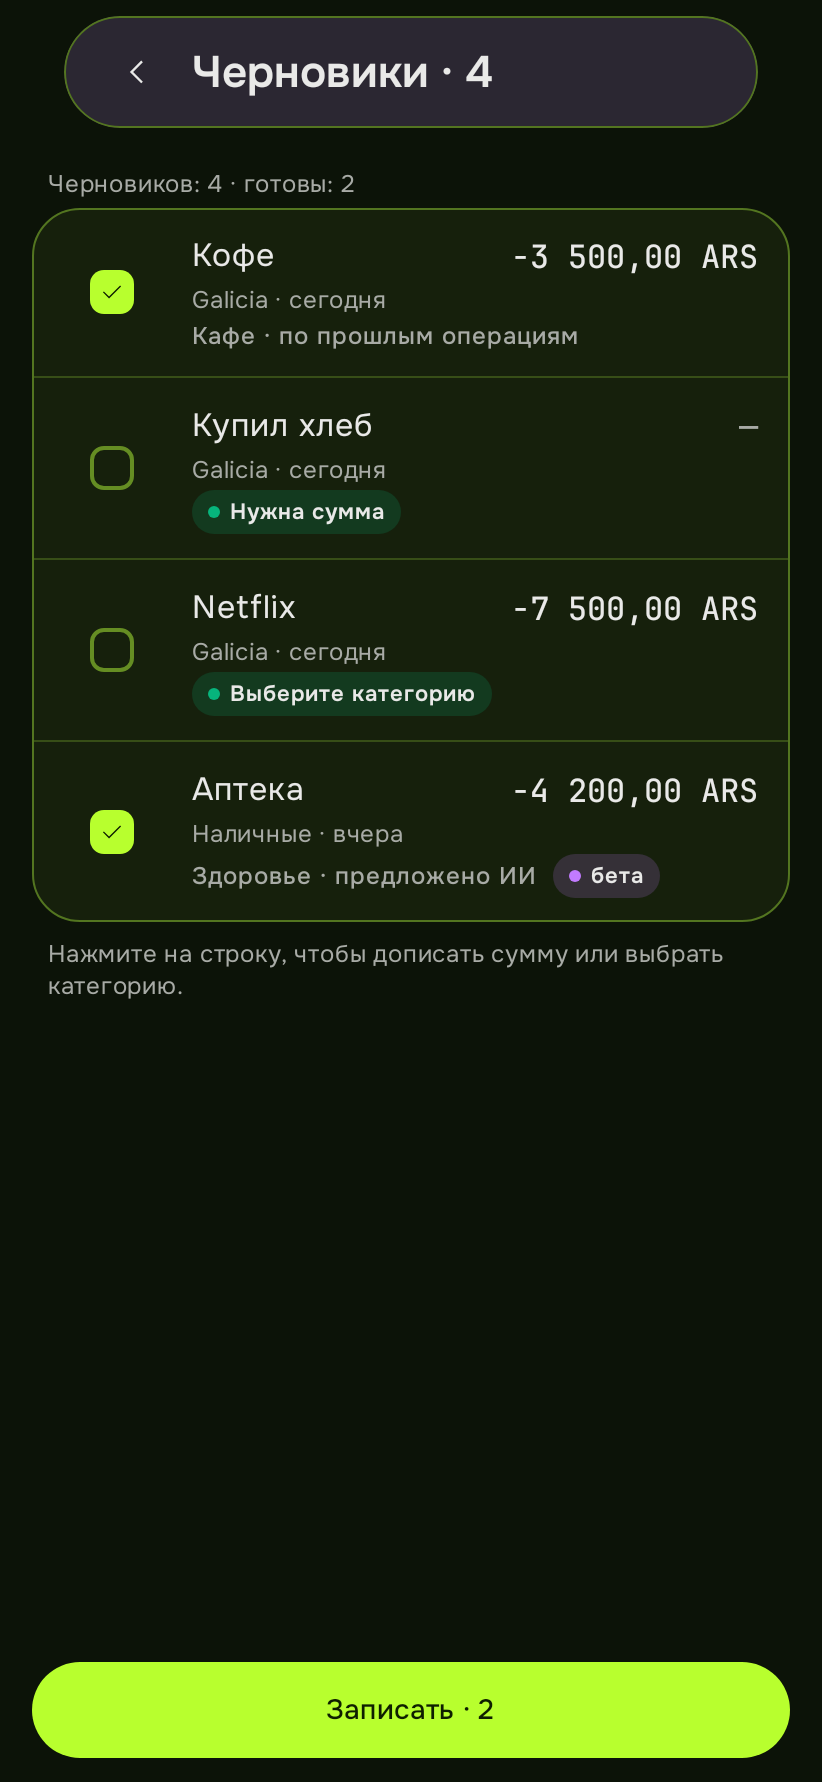 Черновики · 4
Черновиков: 4 · готовы: 2
Кофе -3 500,00 ARS
Galicia · сегодня
Кафе · по прошлым операциям
Купил хлеб —
Galicia · сегодня
Нужна сумма
Netflix -7 500,00 ARS
Galicia · сегодня
Выберите категорию
Аптека -4 200,00 ARS
Наличные · вчера
Здоровье · предложено ИИ бета
Нажмите на строку, чтобы дописать сумму или выбрать
категорию.
Записать · 2